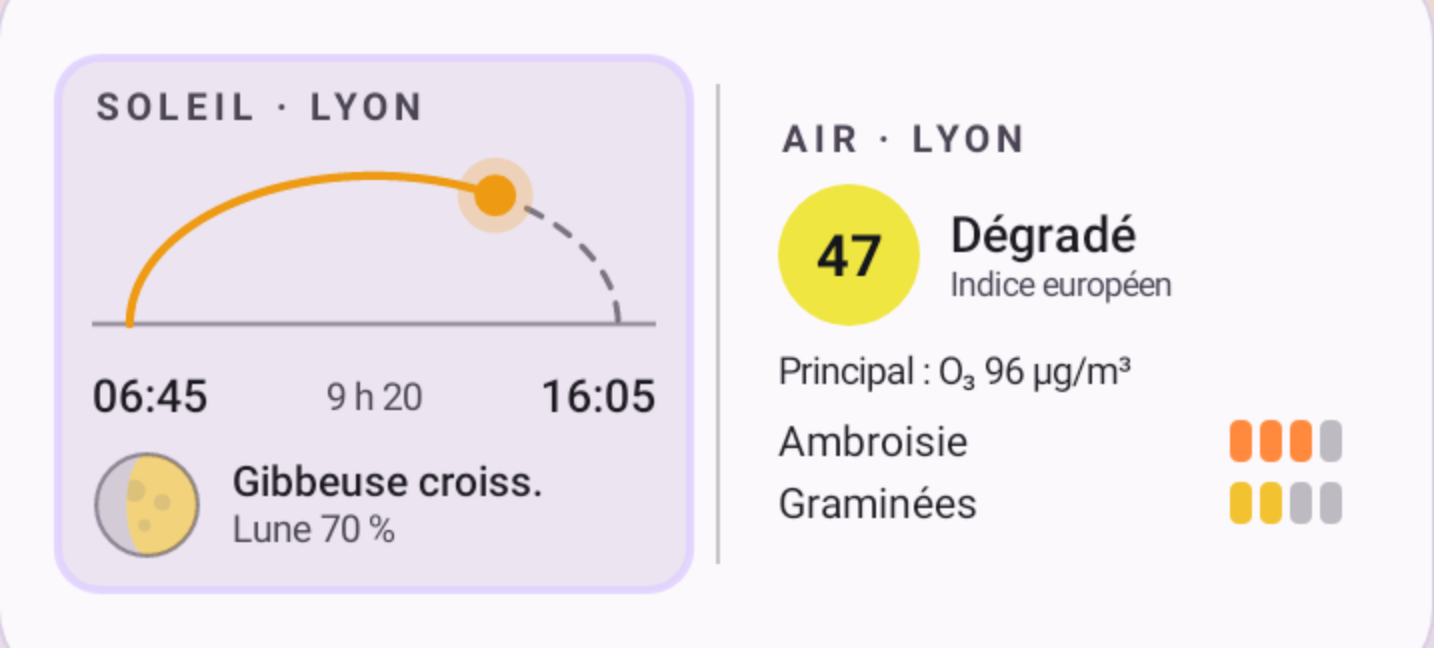 SOLEIL · LYON
06:45 9 h 20 16:05
Gibbeuse croiss.
Lune 70 %
AIR · LYON
47 Dégradé
Indice européen
Principal : O₃ 96 µg/m³
Ambroisie
Graminées